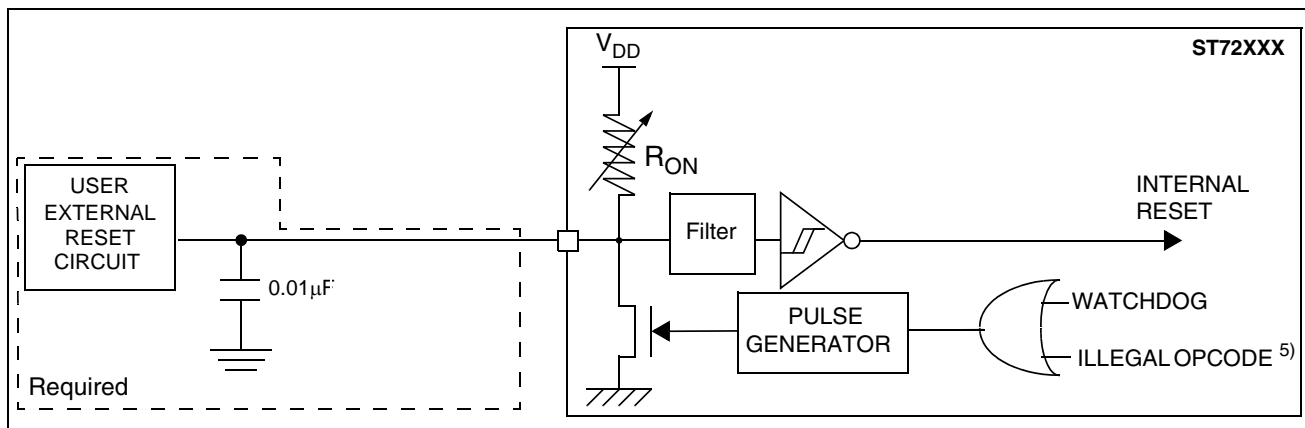 V_DD
ST72XXX
R_ON
USER
EXTERNAL
RESET
CIRCUIT
0.01µF
Required
Filter
INTERNAL
RESET
PULSE
GENERATOR
WATCHDOG
ILLEGAL OPCODE 5)